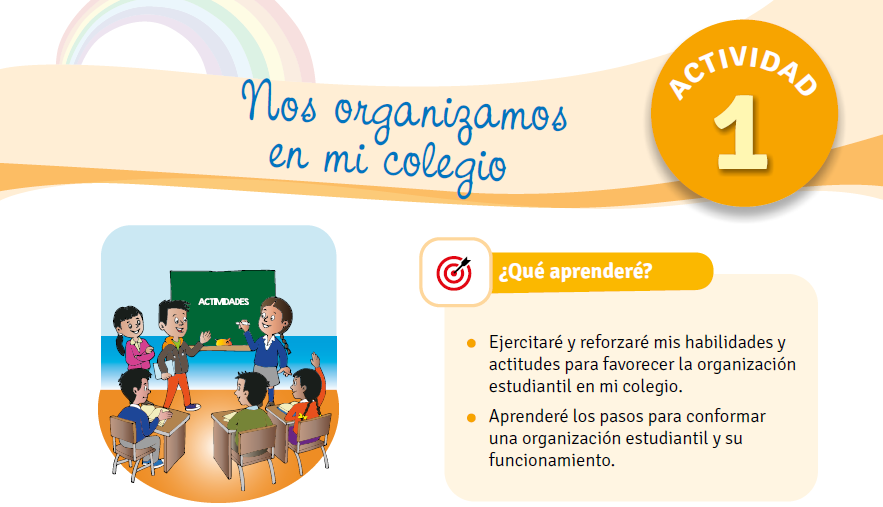 ACTIVIDAD
1
Nos organizamos
en mi colegio
ACTIVIDADES
¿Qué aprenderé?
• Ejercitaré y reforzaré mis habilidades y
actitudes para favorecer la organización
estudiantil en mi colegio.
• Aprenderé los pasos para conformar
una organización estudiantil y su
funcionamiento.